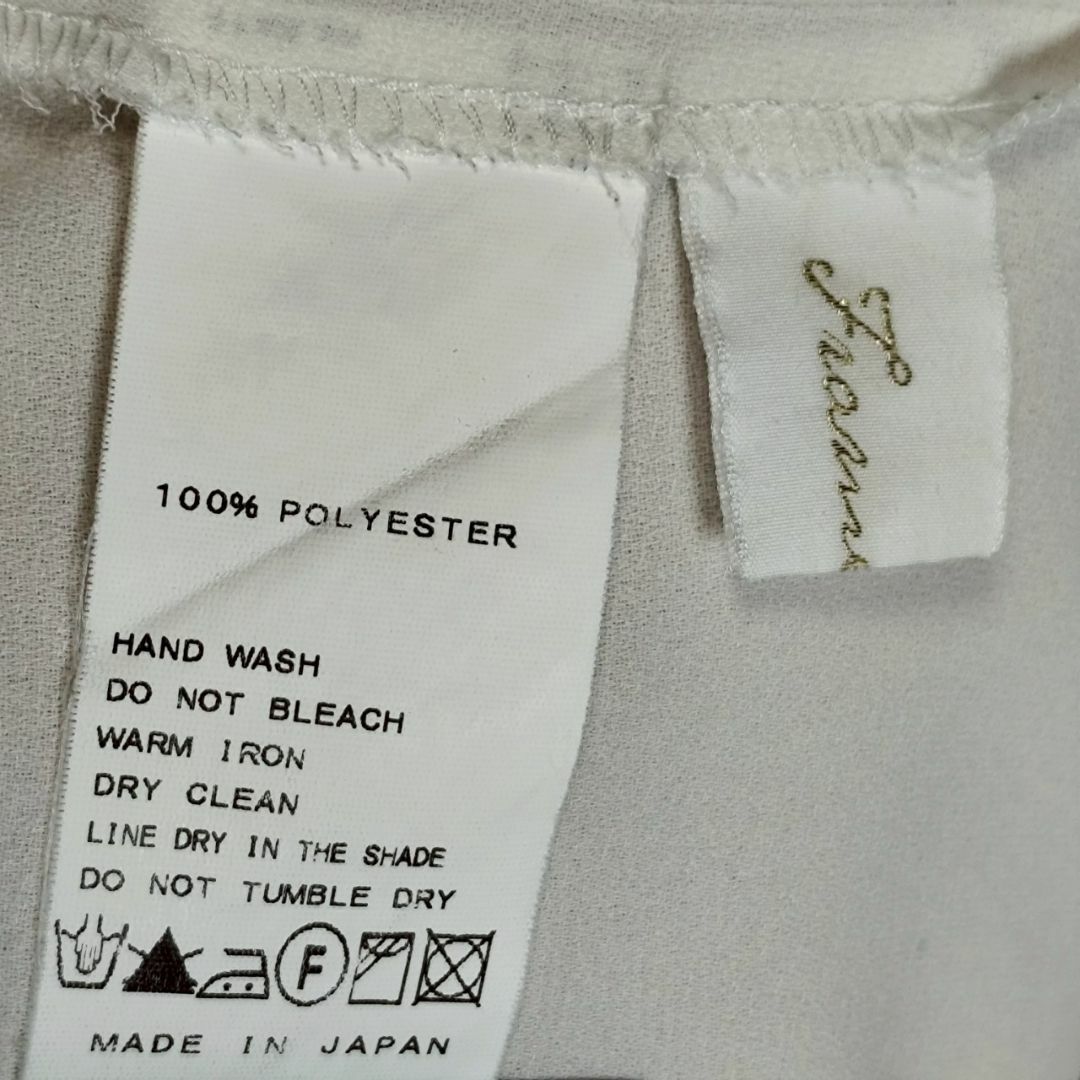 100% POLYESTER
HAND WASH
DO NOT BLEACH
WARM IRON
DRY CLEAN
LINE DRY IN THE SHADE
DO NOT TUMBLE DRY
F
MADE IN JAPAN